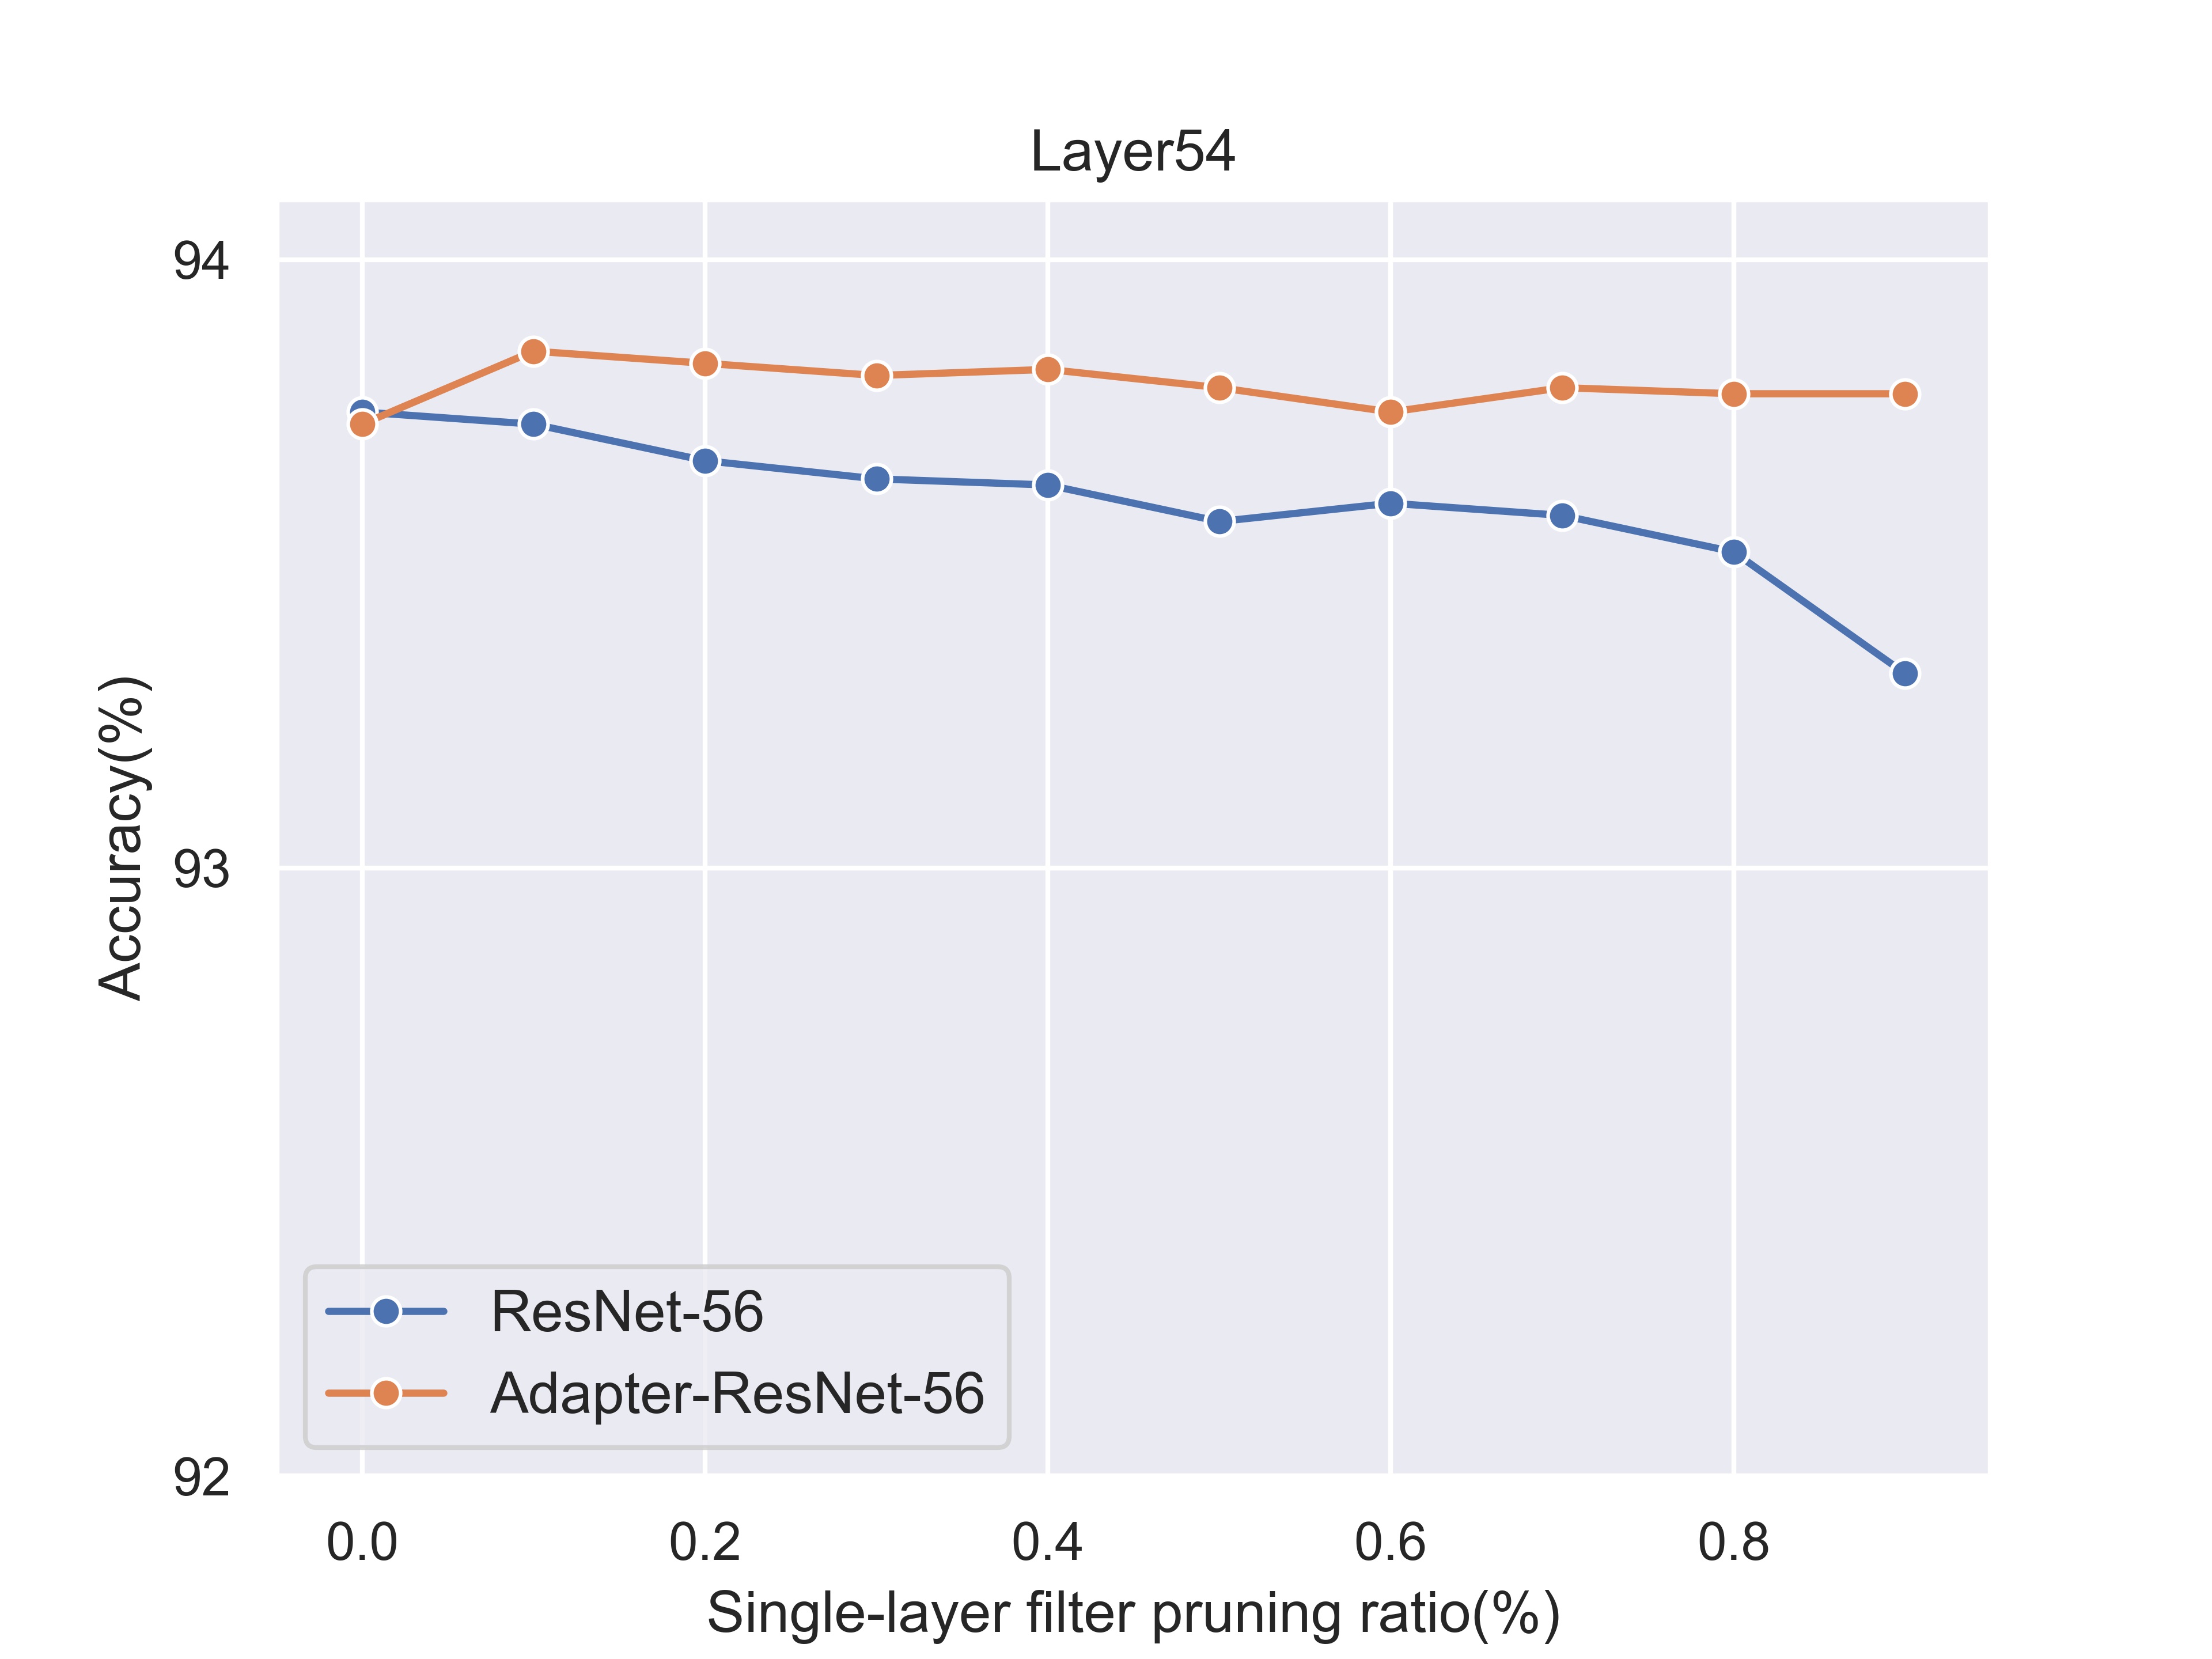 Layer54
94
93
92
Accuracy(%)
ResNet-56
Adapter-ResNet-56
0.0 0.2 0.4 0.6 0.8
Single-layer filter pruning ratio(%)